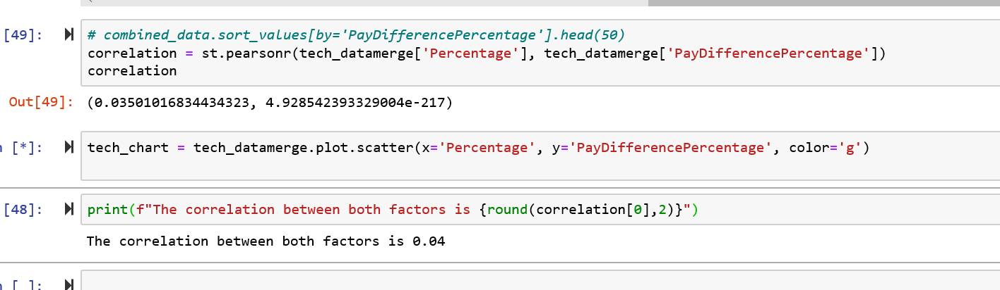 [49]: # combined_data.sort_values[by='PayDifferencePercentage'].head(50)
correlation = st.pearsonr(tech_datamerge['Percentage'], tech_datamerge['PayDifferencePercentage'])
correlation
Out[49]: (0.03501016834434323, 4.928542393329004e-217)
[*]: tech_chart = tech_datamerge.plot.scatter(x='Percentage', y='PayDifferencePercentage', color='g')
[48]: print(f"The correlation between both factors is {round(correlation[0],2)}")
The correlation between both factors is 0.04
[ ]: